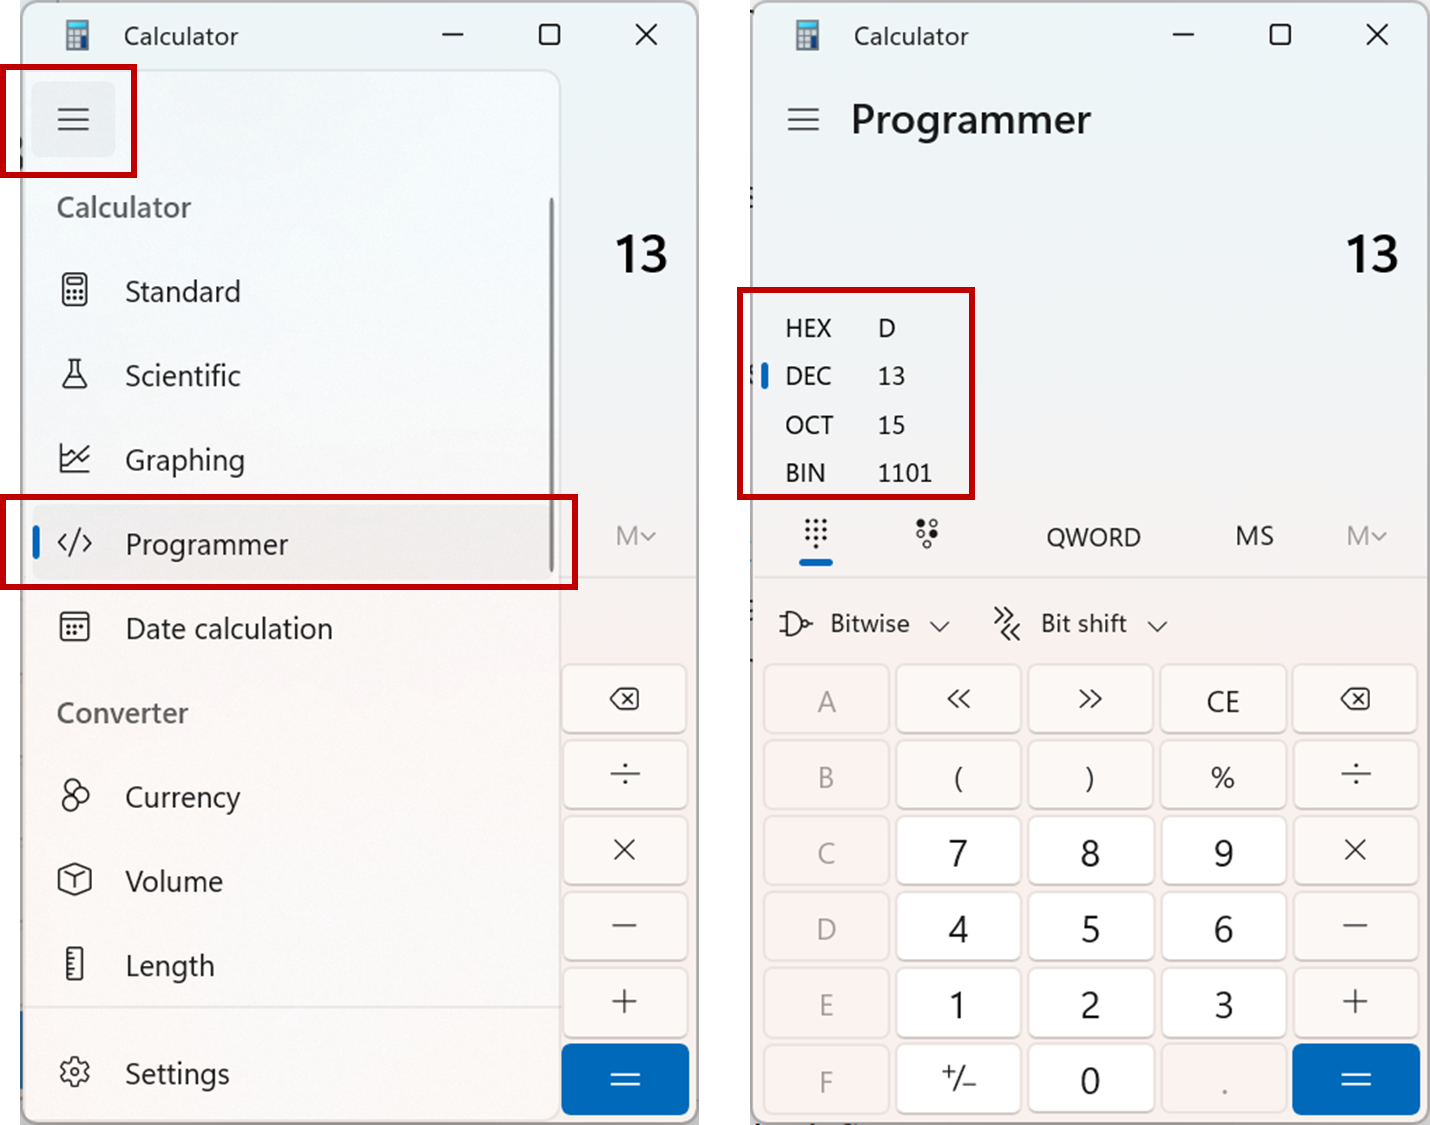 Calculator
Calculator
13
Standard
Scientific
Graphing
Programmer
M
Date calculation
Converter
Currency
÷
Volume
×
−
Length
+
Settings
=
Calculator
Programmer
13
HEX D
DEC 13
OCT 15
BIN 1101
QWORD MS M
Bitwise Bit shift
A << >> CE
B ( ) % ÷
C 7 8 9 ×
D 4 5 6 −
E 1 2 3 +
F +/− 0 . =